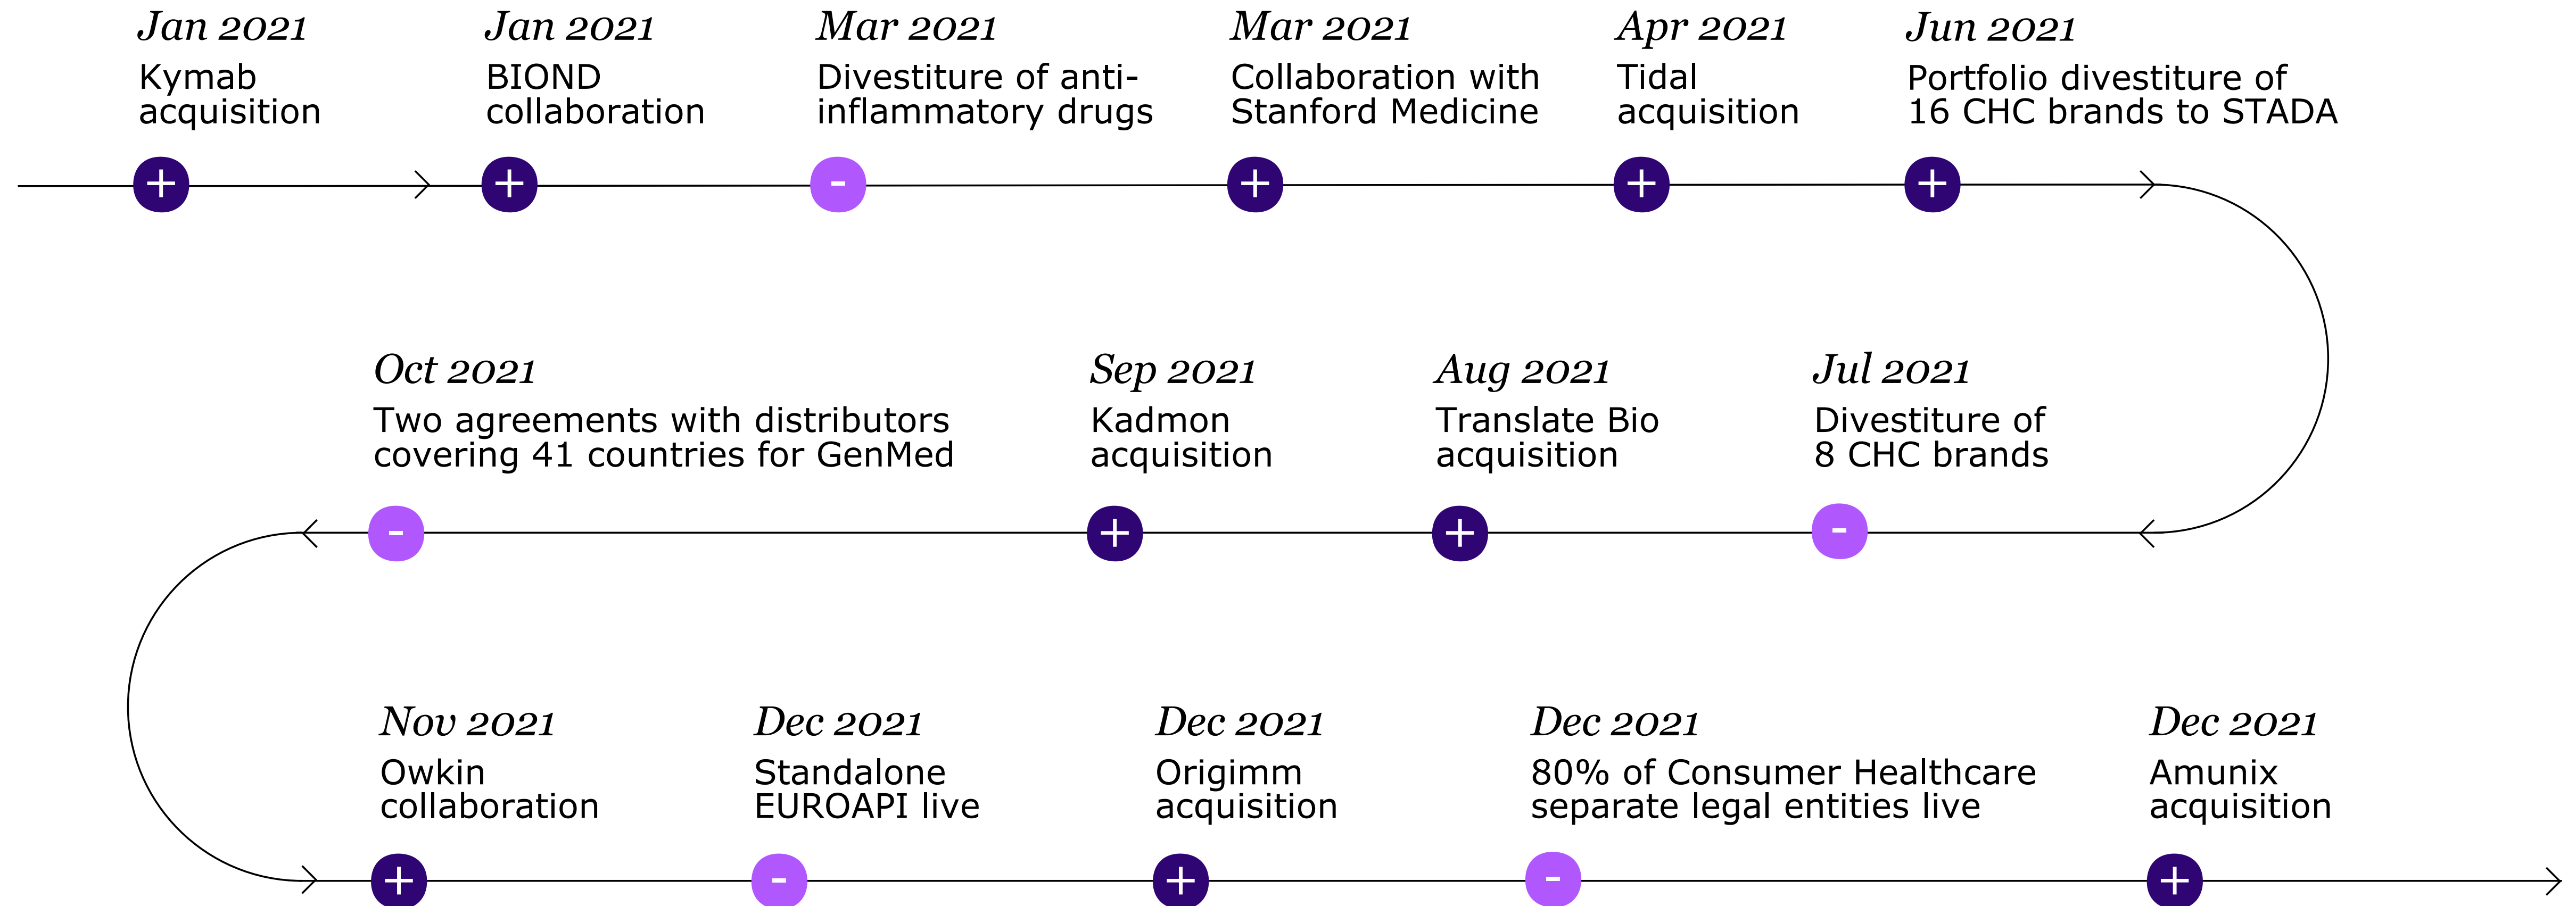 Jan 2021
Kymab
acquisition
+
Jan 2021
BIOND
collaboration
+
Mar 2021
Divestiture of anti-
inflammatory drugs
-
Mar 2021
Collaboration with
Stanford Medicine
+
Apr 2021
Tidal
acquisition
+
Jun 2021
Portfolio divestiture of
16 CHC brands to STADA
+
Jul 2021
Divestiture of
8 CHC brands
-
Aug 2021
Translate Bio
acquisition
+
Sep 2021
Kadmon
acquisition
+
Oct 2021
Two agreements with distributors
covering 41 countries for GenMed
-
Nov 2021
Owkin
collaboration
+
Dec 2021
Standalone
EUROAPI live
-
Dec 2021
Origimm
acquisition
+
Dec 2021
80% of Consumer Healthcare
separate legal entities live
-
Dec 2021
Amunix
acquisition
+